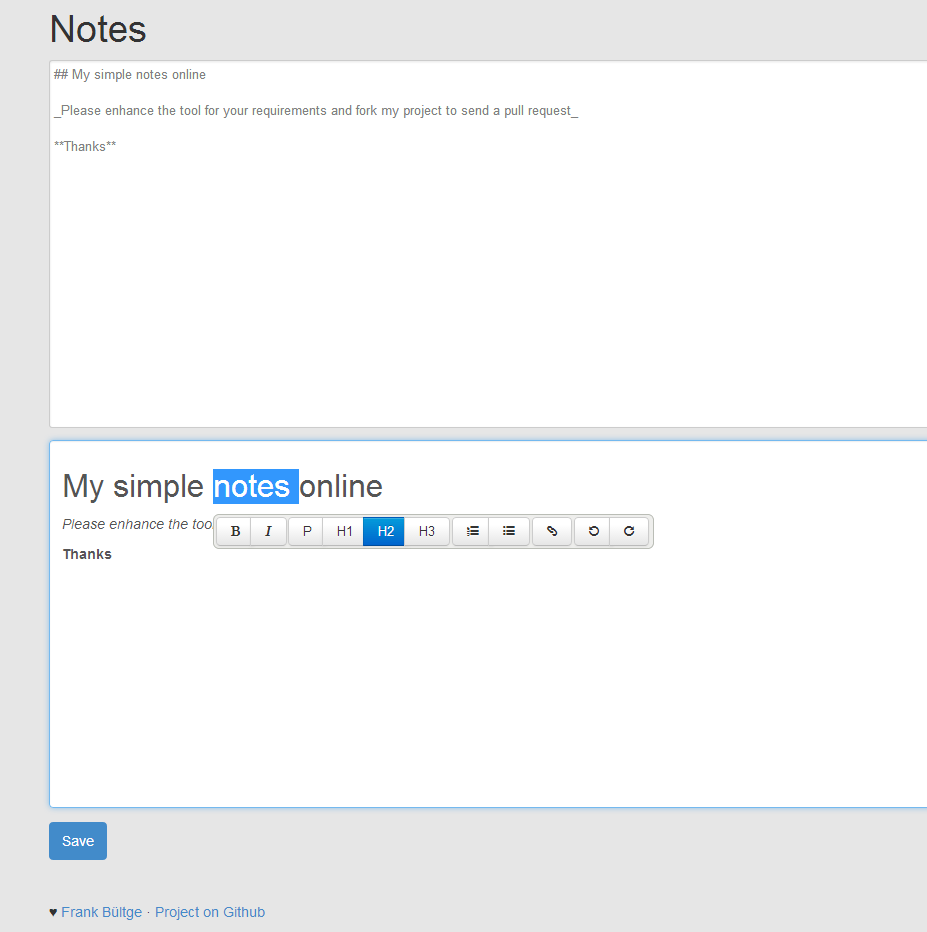 Notes
## My simple notes online
_Please enhance the tool for your requirements and fork my project to send a pull request_
**Thanks**
My simple notes online
Please enhance the tool
B I P H1 H2 H3
Thanks
Save
♥ Frank Bültge · Project on Github